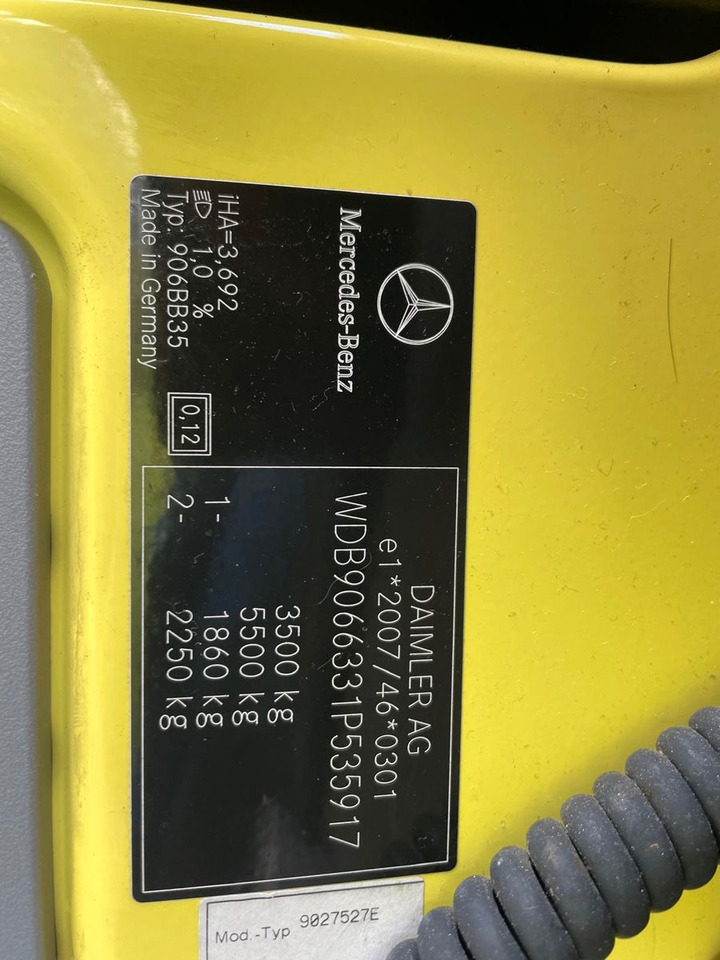 Mercedes-Benz
iHA=3,692
1,0 %
Typ: 906BB35
Made in Germany
0,12
DAIMLER AG
e1*2007/46*0301
WDB9066331P535917
3500 kg
5500 kg
1- 1860 kg
2- 2250 kg
Mod.-Typ 9027527E